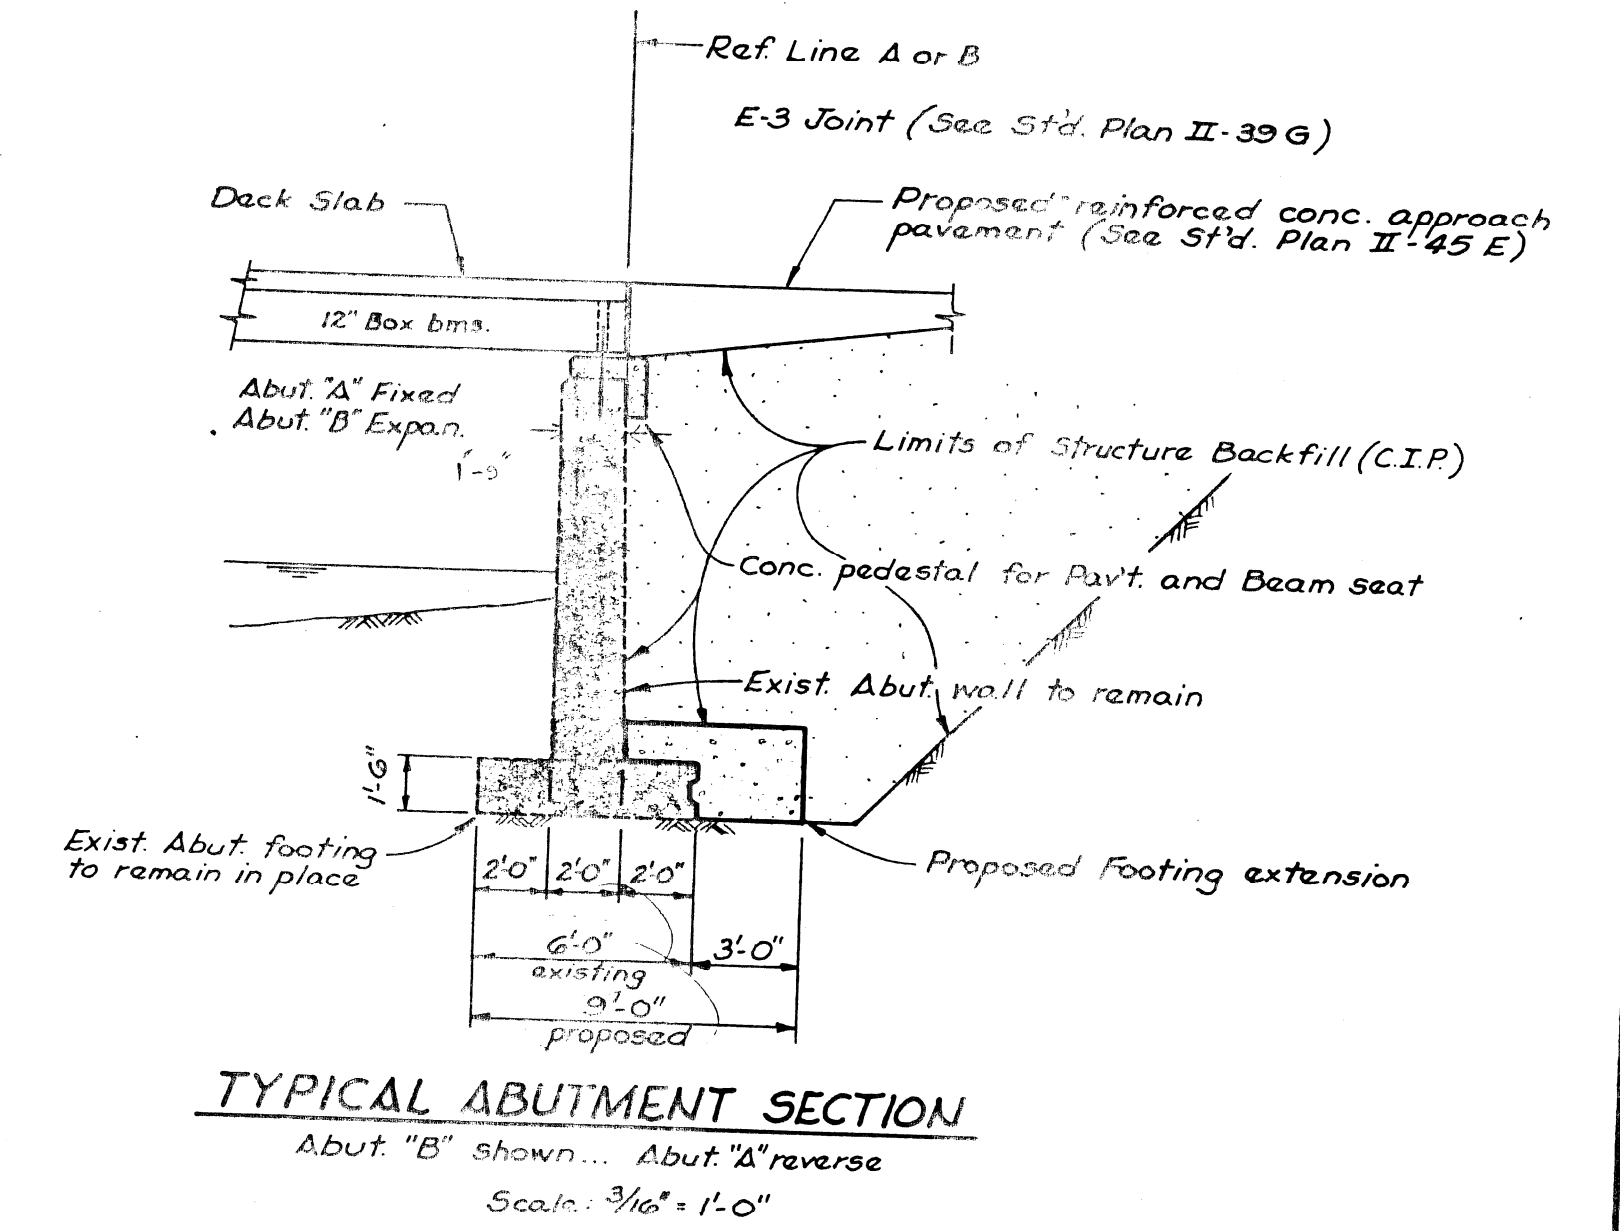 Ref. Line A or B
E-3 Joint (See St'd. Plan II-39 G)
Deck Slab
Proposed reinforced conc. approach
pavement (See St'd. Plan II-45 E)
12" Box bms.
Abut. "A" Fixed
Abut. "B" Expan.
1'-9"
Limits of Structure Backfill (C.I.P.)
Conc. pedestal for Pav't. and Beam seat
Exist. Abut. wall to remain
1'-6"
Exist. Abut. footing
to remain in place
2'-0" 2'-0" 2'-0"
Proposed Footing extension
6'-0"
existing
3'-0"
9'-0"
proposed
TYPICAL ABUTMENT SECTION
Abut. "B" shown... Abut. "A" reverse
Scale: 3/16" = 1'-0"